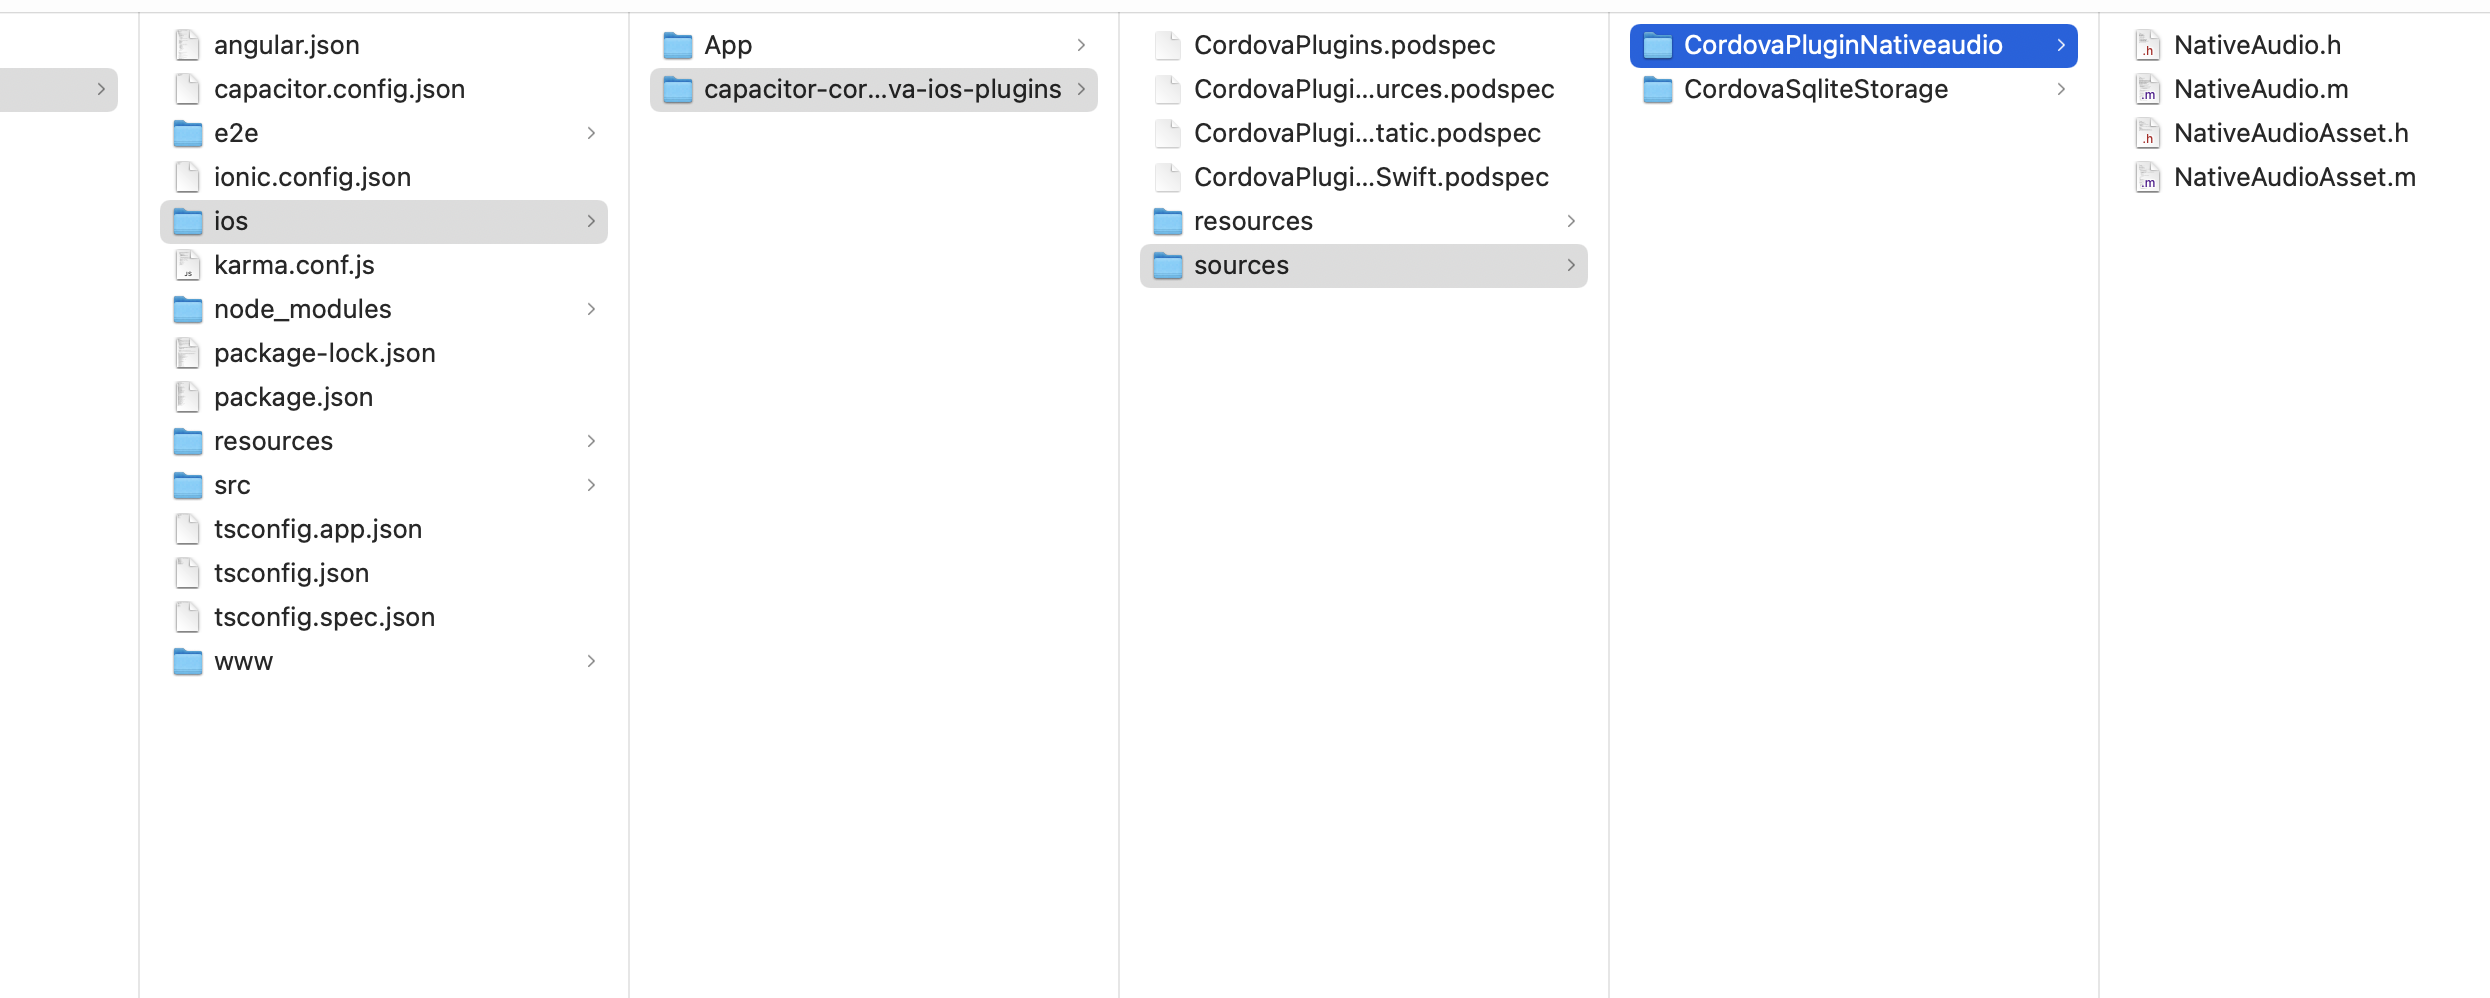 angular.json
capacitor.config.json
e2e
ionic.config.json
ios
karma.conf.js
node_modules
package-lock.json
package.json
resources
src
tsconfig.app.json
tsconfig.json
tsconfig.spec.json
www
App
capacitor-cor...va-ios-plugins
CordovaPlugins.podspec
CordovaPlugi...urces.podspec
CordovaPlugi...tatic.podspec
CordovaPlugi...Swift.podspec
resources
sources
CordovaPluginNativeaudio
CordovaSqliteStorage
.h NativeAudio.h
.m NativeAudio.m
.h NativeAudioAsset.h
.m NativeAudioAsset.m